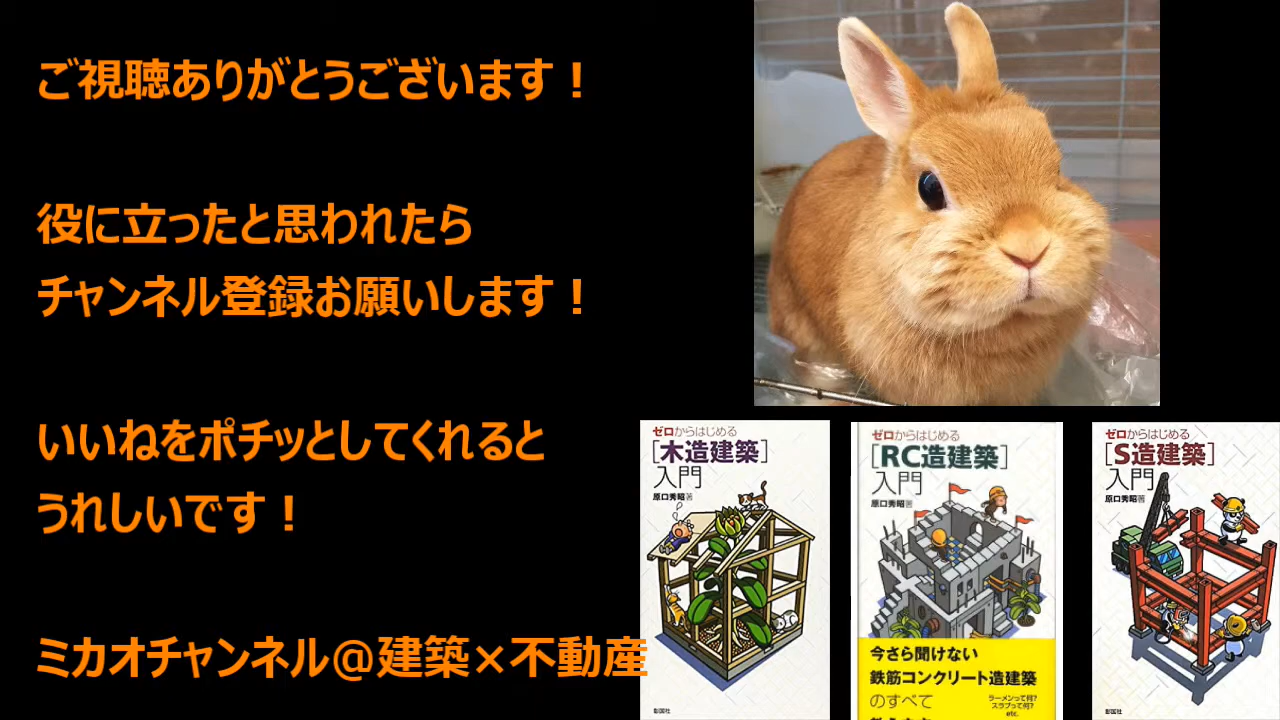 ご視聴ありがとうございます！
役に立ったと思われたら
チャンネル登録お願いします！
いいねをポチッとしてくれると
うれしいです！
ミカオチャンネル@建築×不動産
ゼロからはじめる
[木造建築]
入門
原口秀昭著
彰国社
ゼロからはじめる
[RC造建築]
入門
原口秀昭著
今さら聞けない
鉄筋コンクリート造建築
のすべて
ラーメンって何?
スラブって何?
etc.
ゼロからはじめる
[S造建築]
入門
原口秀昭著
彰国社